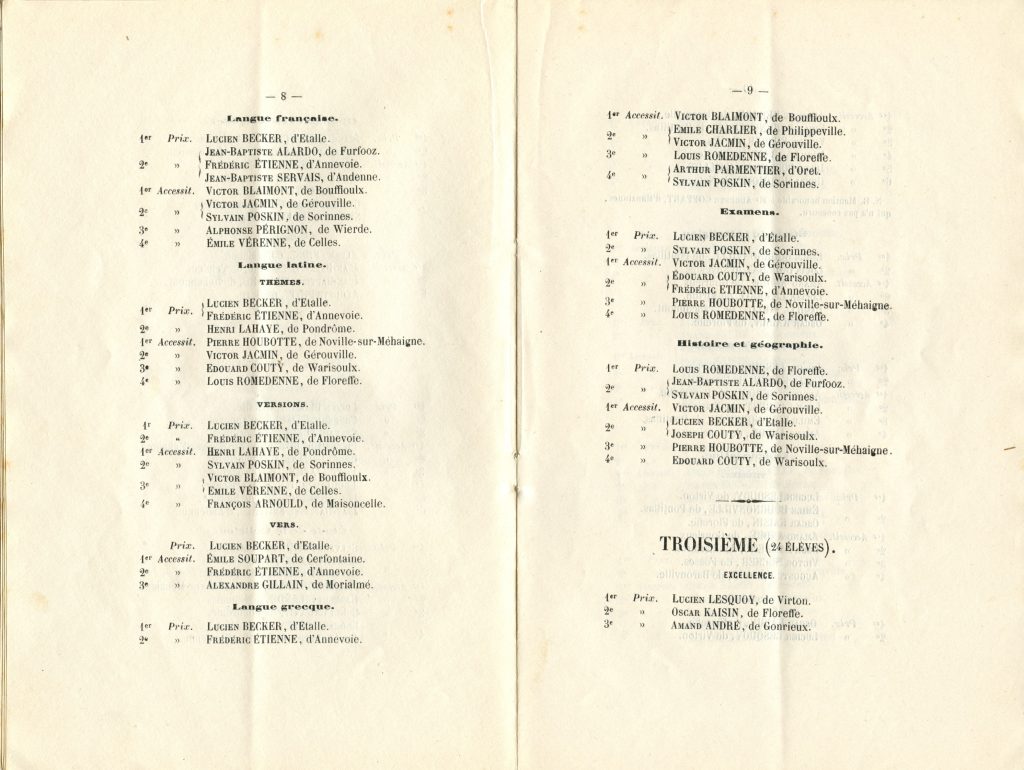 — 8 —
Langue française.
1er Prix. Lucien BECKER, d'Etalle.
Jean-Baptiste ALARDO, de Furfooz.
2e » Frédéric ÉTIENNE, d'Annevoie.
Jean-Baptiste SERVAIS, d'Andenne.
1er Accessit. Victor BLAIMONT, de Bouffioulx.
Victor JACMIN, de Gérouville.
2e » Sylvain POSKIN, de Sorinnes.
3e » Alphonse PÉRIGNON, de Wierde.
4e » Émile VÉRENNE, de Celles.
Langue latine.
THÈMES.
Lucien BECKER, d'Etalle.
1er Prix. Frédéric ÉTIENNE, d'Annevoie.
2e » Henri LAHAYE, de Pondrôme.
1er Accessit. Pierre HOUBOTTE, de Noville-sur-Méhaigne.
2e » Victor JACMIN, de Gérouville.
3e » Edouard COUTY, de Warisoulx.
4e » Louis ROMEDENNE, de Floreffe.
VERSIONS.
1r Prix. Lucien BECKER, d'Etalle.
2e « Frédéric ÉTIENNE, d'Annevoie.
1er Accessit. Henri LAHAYE, de Pondrôme.
2e » Sylvain POSKIN, de Sorinnes.
Victor BLAIMONT, de Bouffioulx.
3e » Emile VÉRENNE, de Celles.
4e » François ARNOULD, de Maisoncelle.
VERS.
Prix. Lucien BECKER, d'Etalle.
1er Accessit. Émile SOUPART, de Cerfontaine.
2e » Frédéric ÉTIENNE, d'Annevoie.
3e » Alexandre GILLAIN, de Morialmé.
Langue grecque.
1er Prix. Lucien BECKER, d'Etalle.
2e » Frédéric ETIENNE, d'Annevoie.
— 9 —
1er Accessit. Victor BLAIMONT, de Bouffioulx.
Emile CHARLIER, de Philippeville.
2e » Victor JACMIN, de Gérouville.
3e » Louis ROMEDENNE, de Floreffe.
Arthur PARMENTIER, d'Oret.
4e » Sylvain POSKIN, de Sorinnes.
Examens.
1er Prix. Lucien BECKER, d'Étalle.
2e » Sylvain POSKIN, de Sorinnes.
1er Accessit. Victor JACMIN, de Gérouville.
Édouard COUTY, de Warisoulx.
2e » Frédéric ETIENNE, d'Annevoie.
3e » Pierre HOUBOTTE, de Noville-sur-Méhaigne.
4e » Louis ROMEDENNE, de Floreffe.
Histoire et géographie.
1er Prix. Louis ROMEDENNE, de Floreffe.
Jean-Baptiste ALARDO, de Furfooz.
2e » Sylvain POSKIN, de Sorinnes.
1er Accessit. Victor JACMIN, de Gérouville.
Lucien BECKER, d'Etalle.
2e » Joseph COUTY, de Warisoulx.
3e » Pierre HOUBOTTE, de Noville-sur-Méhaigne.
4e » Edouard COUTY, de Warisoulx.
TROISIÈME (24 ÉLÈVES).
EXCELLENCE.
1er Prix. Lucien LESQUOY, de Virton.
2e » Oscar KAISIN, de Floreffe.
3e » Amand ANDRÉ, de Gonrieux.